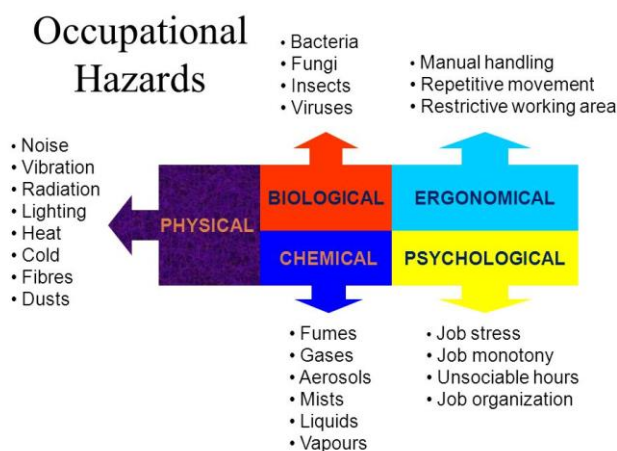 Occupational
Hazards
• Bacteria
• Fungi
• Insects
• Viruses
• Manual handling
• Repetitive movement
• Restrictive working area
• Noise
• Vibration
• Radiation
• Lighting
• Heat
• Cold
• Fibres
• Dusts
PHYSICAL
BIOLOGICAL
ERGONOMICAL
CHEMICAL
PSYCHOLOGICAL
• Fumes
• Gases
• Aerosols
• Mists
• Liquids
• Vapours
• Job stress
• Job monotony
• Unsociable hours
• Job organization